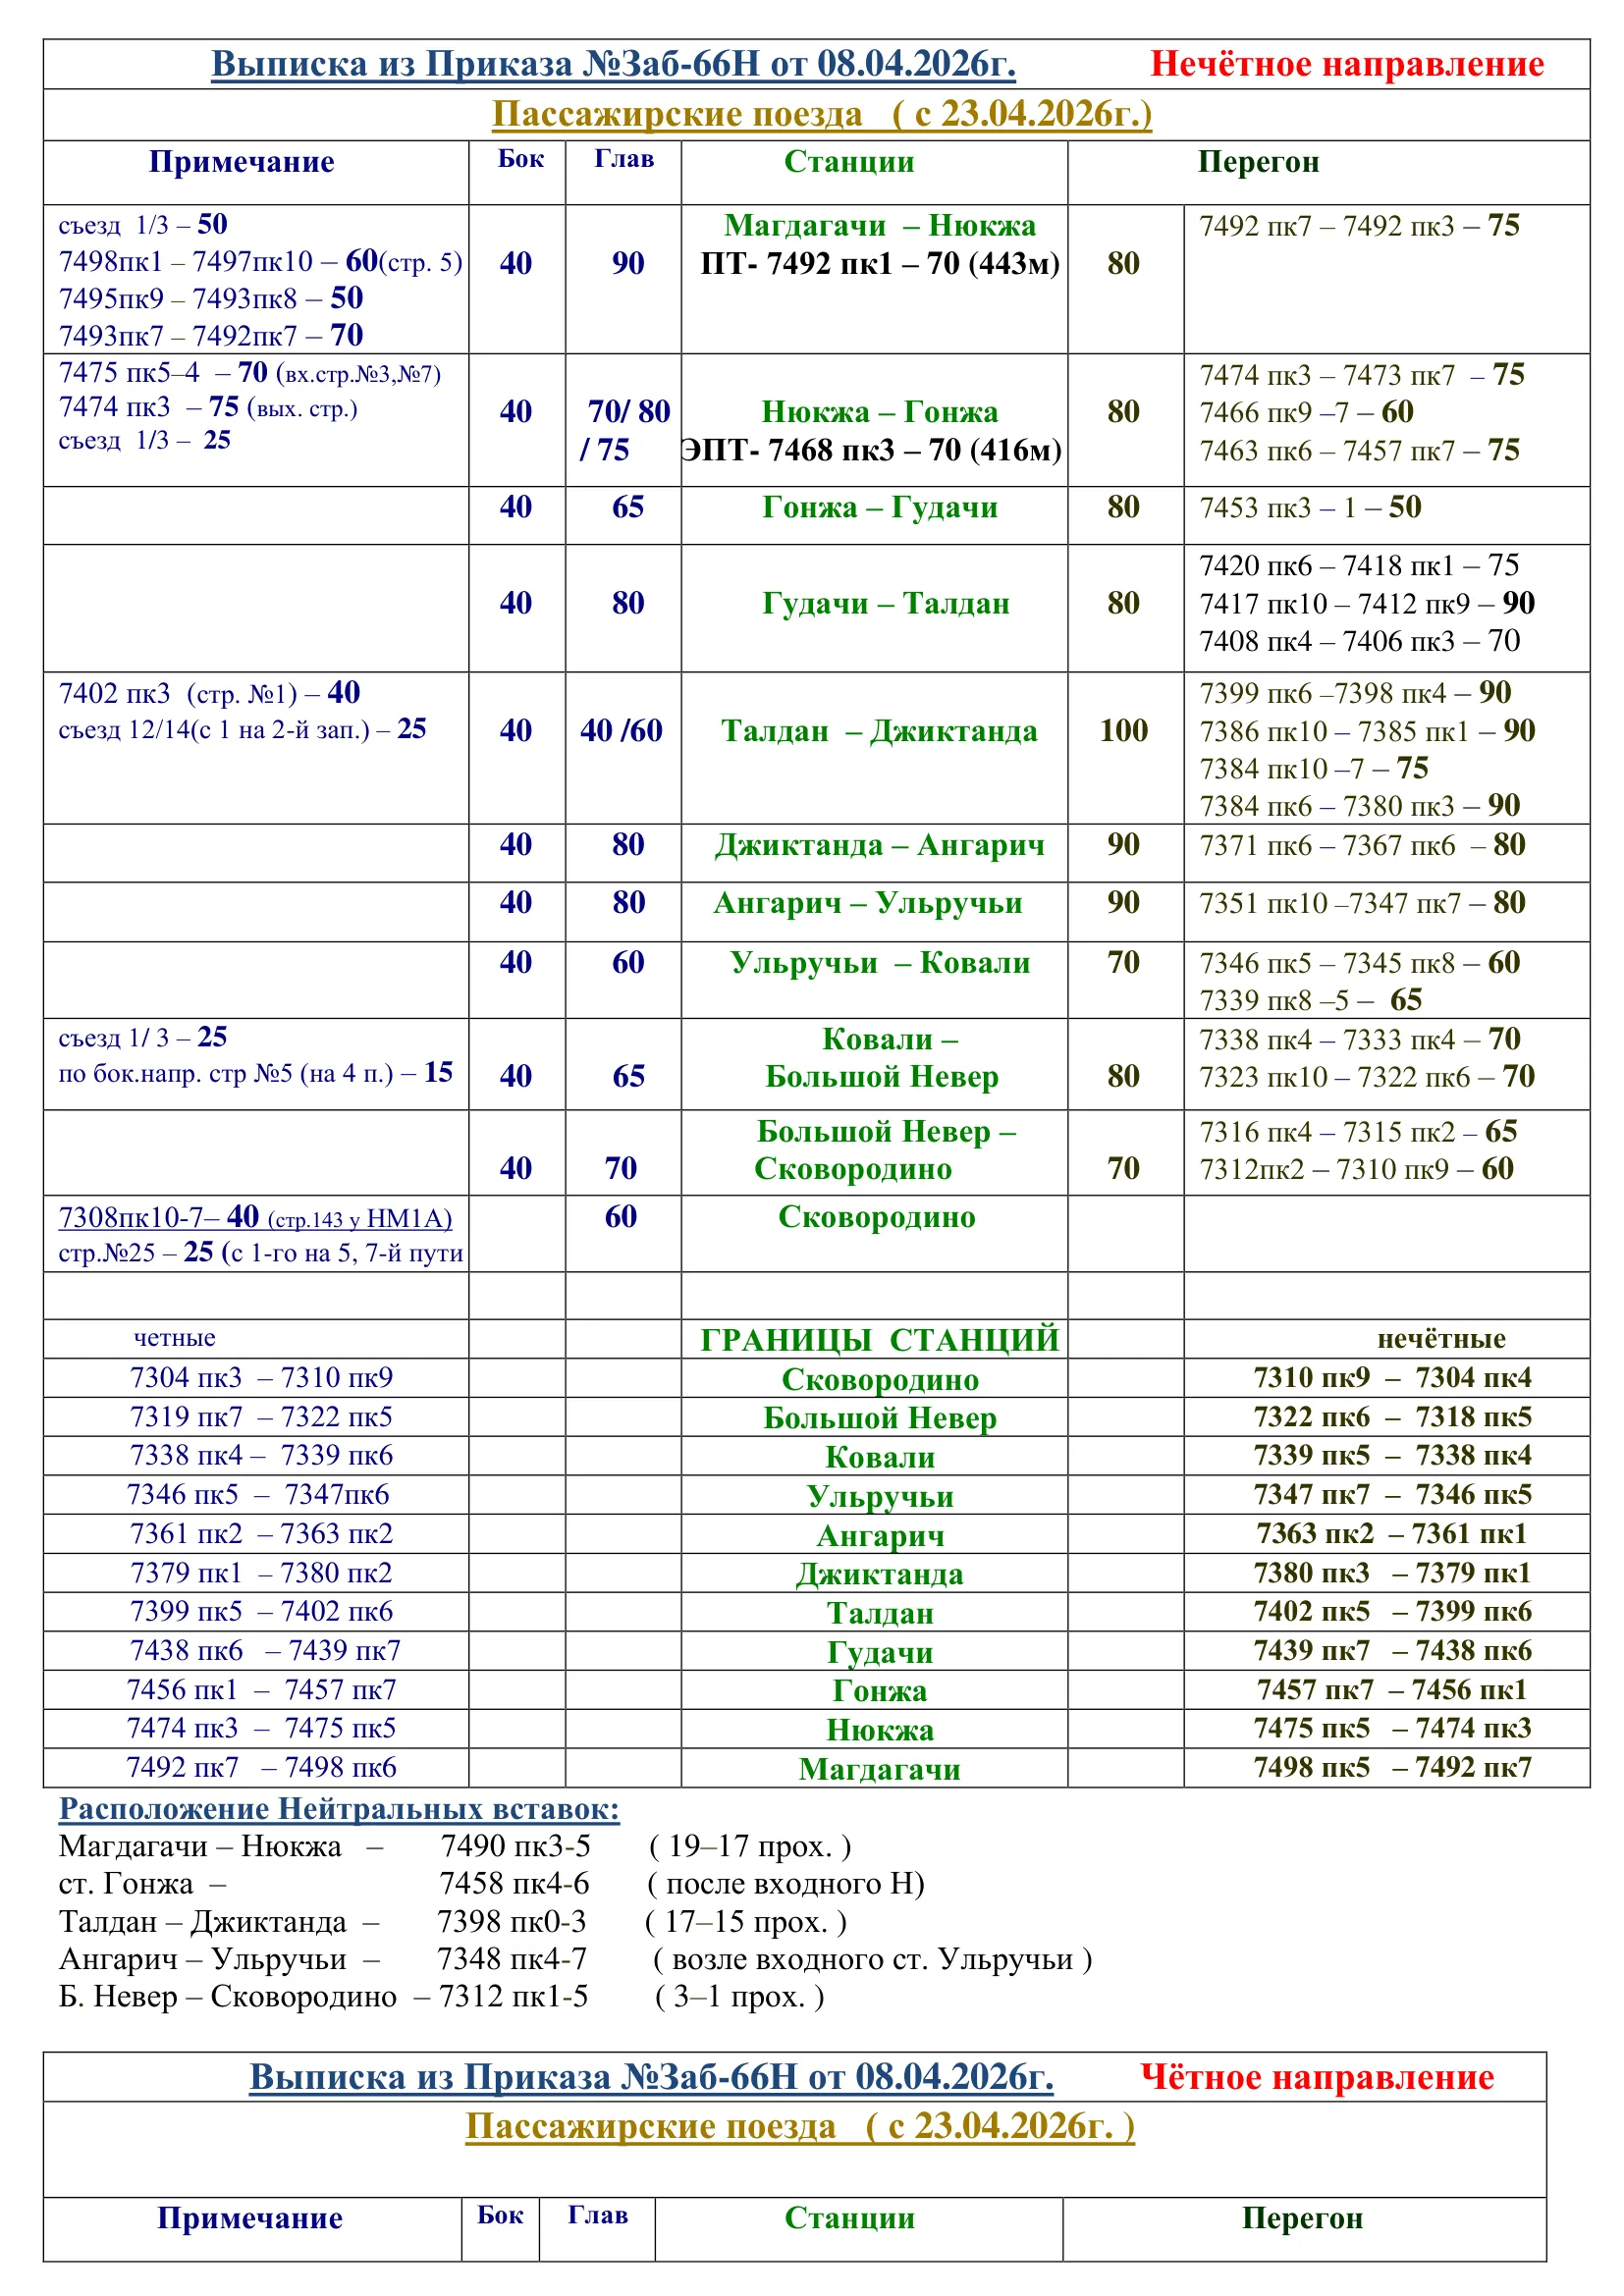 Выписка из Приказа №Заб-66Н от 08.04.2026г. Нечётное направление
Пассажирские поезда ( с 23.04.2026г.)
Примечание Бок Глав Станции Перегон
съезд 1/3 – 50
7498пк1 – 7497пк10 – 60(стр. 5)
7495пк9 – 7493пк8 – 50
7493пк7 – 7492пк7 – 70
40 90
Магдагачи – Нюкжа
ПТ- 7492 пк1 – 70 (443м)
80
7492 пк7 – 7492 пк3 – 75
7475 пк5–4 – 70 (вх.стр.№3,№7)
7474 пк3 – 75 (вых. стр.)
съезд 1/3 – 25
40 70/ 80
/ 75
Нюкжа – Гонжа
ЭПТ- 7468 пк3 – 70 (416м)
80
7474 пк3 – 7473 пк7 – 75
7466 пк9 –7 – 60
7463 пк6 – 7457 пк7 – 75
40 65 Гонжа – Гудачи 80 7453 пк3 – 1 – 50
40 80 Гудачи – Талдан 80
7420 пк6 – 7418 пк1 – 75
7417 пк10 – 7412 пк9 – 90
7408 пк4 – 7406 пк3 – 70
7402 пк3 (стр. №1) – 40
съезд 12/14(с 1 на 2-й зап.) – 25
40 40 /60 Талдан – Джиктанда 100
7399 пк6 –7398 пк4 – 90
7386 пк10 – 7385 пк1 – 90
7384 пк10 –7 – 75
7384 пк6 – 7380 пк3 – 90
40 80 Джиктанда – Ангарич 90 7371 пк6 – 7367 пк6 – 80
40 80 Ангарич – Ульручьи 90 7351 пк10 –7347 пк7 – 80
40 60 Ульручьи – Ковали 70 7346 пк5 – 7345 пк8 – 60
7339 пк8 –5 – 65
съезд 1/ 3 – 25
по бок.напр. стр №5 (на 4 п.) – 15
40 65
Ковали –
Большой Невер
80
7338 пк4 – 7333 пк4 – 70
7323 пк10 – 7322 пк6 – 70
40 70
Большой Невер –
Сковородино
70
7316 пк4 – 7315 пк2 – 65
7312пк2 – 7310 пк9 – 60
7308пк10-7– 40 (стр.143 у НМ1А)
стр.№25 – 25 (с 1-го на 5, 7-й пути
60 Сковородино
четные ГРАНИЦЫ СТАНЦИЙ нечётные
7304 пк3 – 7310 пк9 Сковородино 7310 пк9 – 7304 пк4
7319 пк7 – 7322 пк5 Большой Невер 7322 пк6 – 7318 пк5
7338 пк4 – 7339 пк6 Ковали 7339 пк5 – 7338 пк4
7346 пк5 – 7347пк6 Ульручьи 7347 пк7 – 7346 пк5
7361 пк2 – 7363 пк2 Ангарич 7363 пк2 – 7361 пк1
7379 пк1 – 7380 пк2 Джиктанда 7380 пк3 – 7379 пк1
7399 пк5 – 7402 пк6 Талдан 7402 пк5 – 7399 пк6
7438 пк6 – 7439 пк7 Гудачи 7439 пк7 – 7438 пк6
7456 пк1 – 7457 пк7 Гонжа 7457 пк7 – 7456 пк1
7474 пк3 – 7475 пк5 Нюкжа 7475 пк5 – 7474 пк3
7492 пк7 – 7498 пк6 Магдагачи 7498 пк5 – 7492 пк7
Расположение Нейтральных вставок:
Магдагачи – Нюкжа – 7490 пк3-5 ( 19–17 прох. )
ст. Гонжа – 7458 пк4-6 ( после входного Н)
Талдан – Джиктанда – 7398 пк0-3 ( 17–15 прох. )
Ангарич – Ульручьи – 7348 пк4-7 ( возле входного ст. Ульручьи )
Б. Невер – Сковородино – 7312 пк1-5 ( 3–1 прох. )
Выписка из Приказа №Заб-66Н от 08.04.2026г. Чётное направление
Пассажирские поезда ( с 23.04.2026г. )
Примечание Бок Глав Станции Перегон